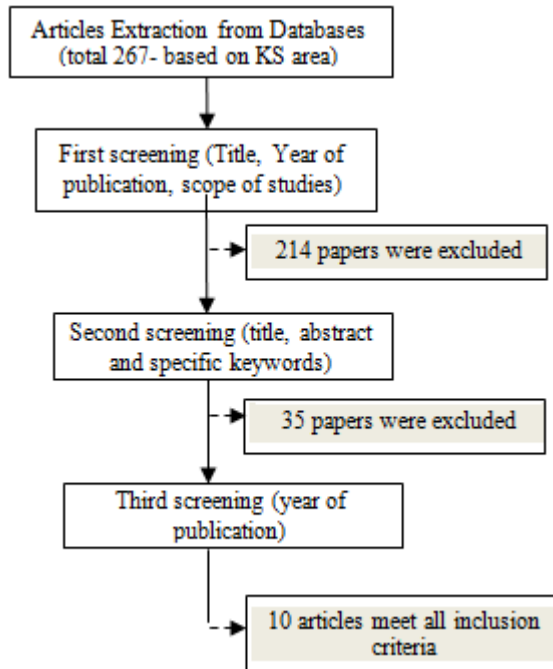 Articles Extraction from Databases
(total 267- based on KS area)
First screening (Title, Year of
publication, scope of studies)
214 papers were excluded
Second screening (title, abstract
and specific keywords)
35 papers were excluded
Third screening (year of
publication)
10 articles meet all inclusion
criteria